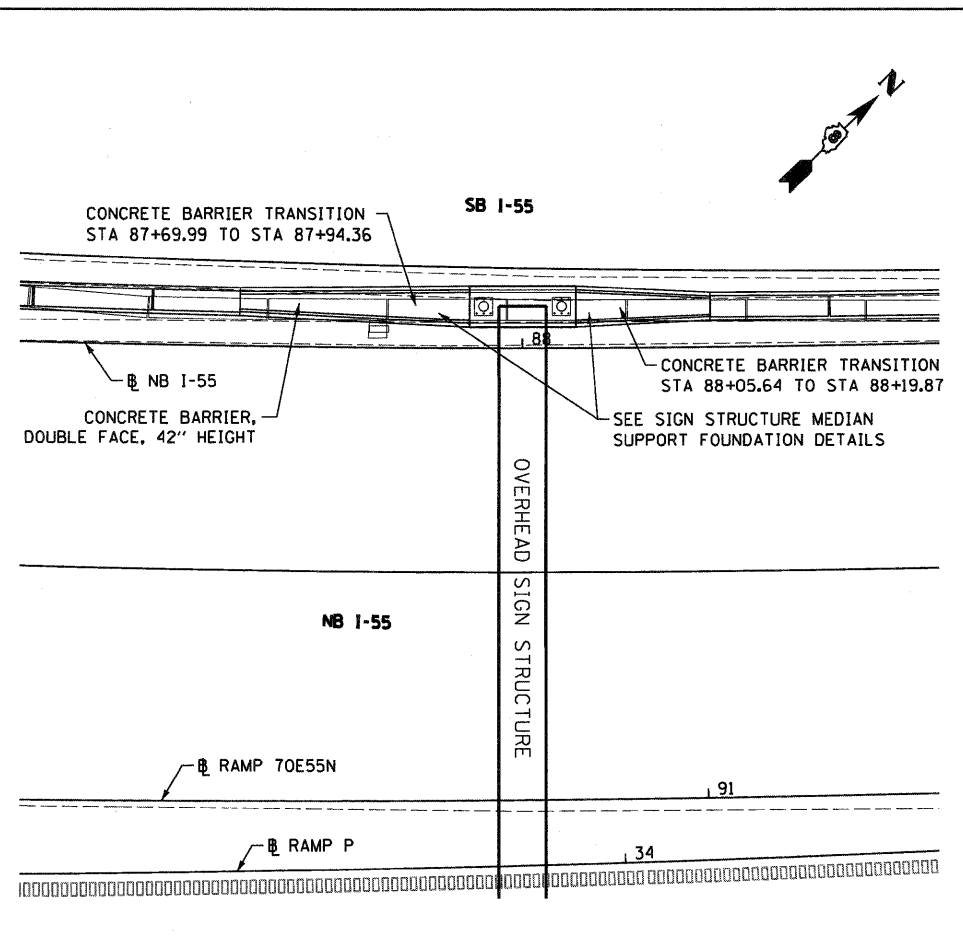 N
SB I-55
CONCRETE BARRIER TRANSITION
STA 87+69.99 TO STA 87+94.36
88
CONCRETE BARRIER TRANSITION
STA 88+05.64 TO STA 88+19.87
℄ NB I-55
CONCRETE BARRIER,
DOUBLE FACE, 42'' HEIGHT
SEE SIGN STRUCTURE MEDIAN
SUPPORT FOUNDATION DETAILS
OVERHEAD SIGN STRUCTURE
NB I-55
℄ RAMP 70E55N
91
℄ RAMP P
34